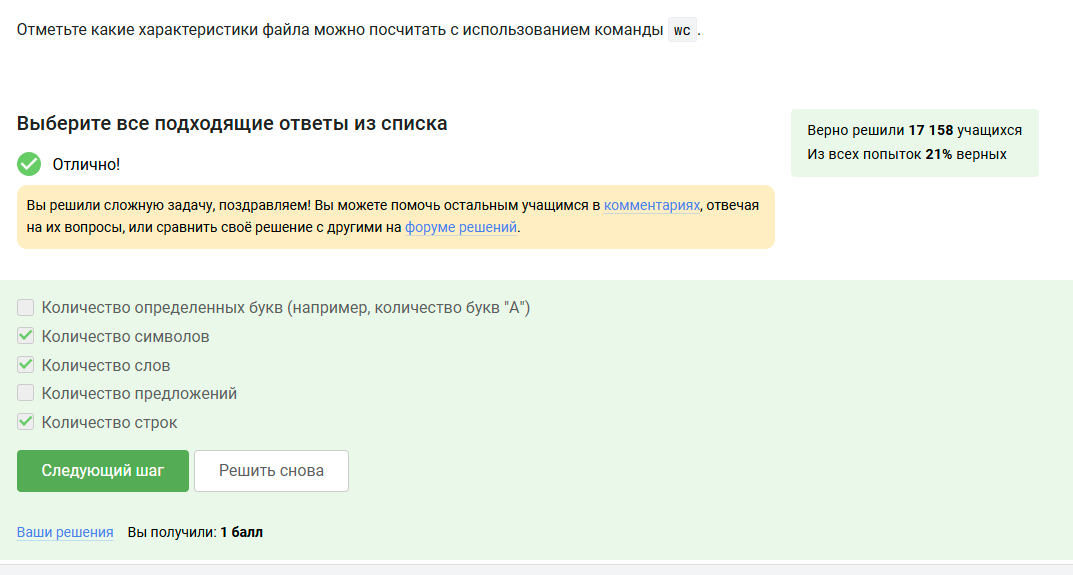 Отметьте какие характеристики файла можно посчитать с использованием команды wc.
Выберите все подходящие ответы из списка
Отлично!
Вы решили сложную задачу, поздравляем! Вы можете помочь остальным учащимся в комментариях, отвечая
на их вопросы, или сравнить своё решение с другими на форуме решений.
Верно решили 17 158 учащихся
Из всех попыток 21% верных
Количество определенных букв (например, количество букв "A")
Количество символов
Количество слов
Количество предложений
Количество строк
Следующий шаг
Решить снова
Ваши решения Вы получили: 1 балл